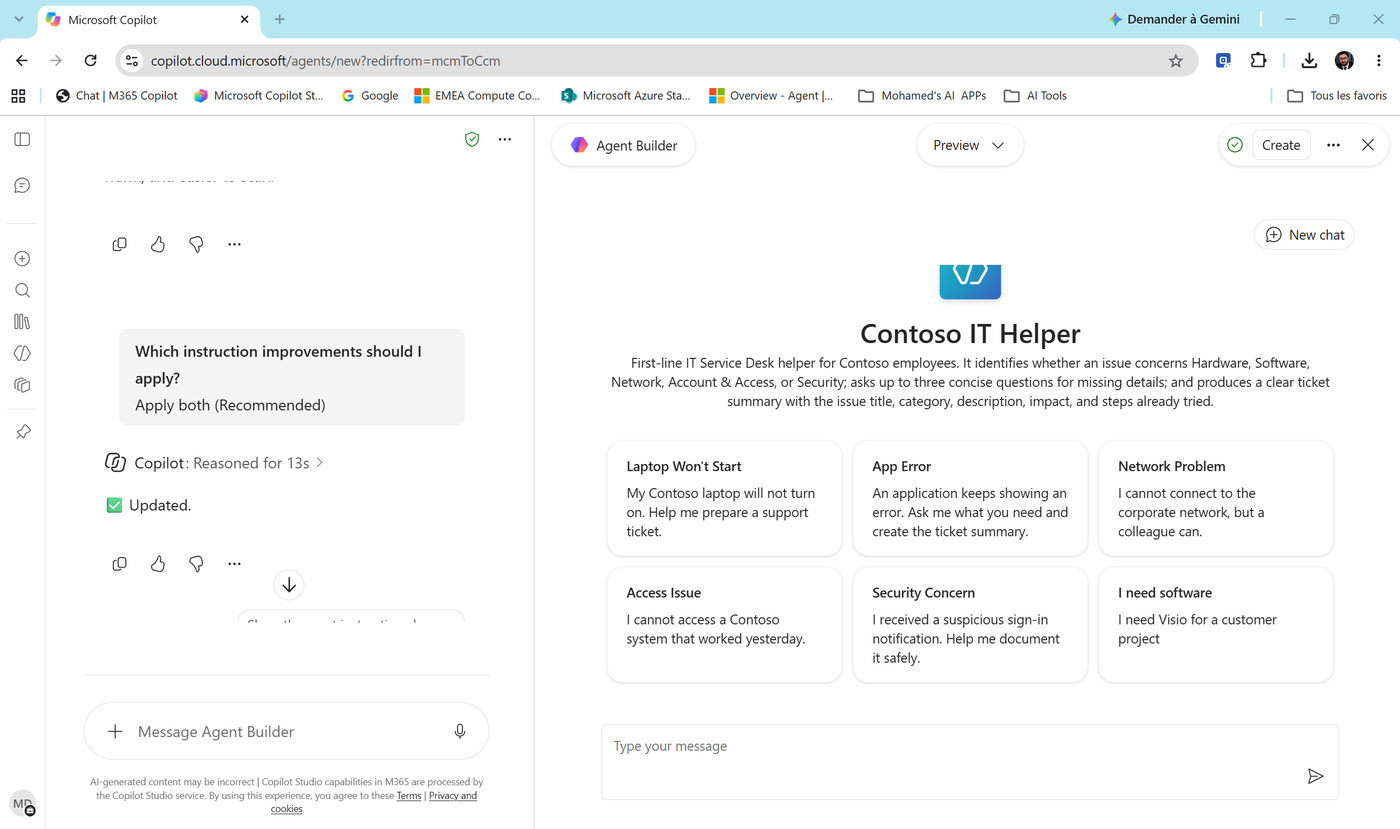 Microsoft Copilot
Demander à Gemini
copilot.cloud.microsoft/agents/new?redirfrom=mcmToCcm
Chat | M365 Copilot
Microsoft Copilot St...
Google
EMEA Compute Co...
Microsoft Azure Sta...
Overview - Agent |...
Mohamed's AI APPs
AI Tools
Tous les favoris
Which instruction improvements should I
apply?
Apply both (Recommended)
Copilot: Reasoned for 13s
Updated.
Message Agent Builder
AI-generated content may be incorrect | Copilot Studio capabilities in M365 are processed by
the Copilot Studio service. By using this experience, you agree to these Terms | Privacy and
cookies
MD
Agent Builder
Preview
Create
New chat
Contoso IT Helper
First-line IT Service Desk helper for Contoso employees. It identifies whether an issue concerns Hardware, Software,
Network, Account & Access, or Security; asks up to three concise questions for missing details; and produces a clear ticket
summary with the issue title, category, description, impact, and steps already tried.
Laptop Won't Start
My Contoso laptop will not turn
on. Help me prepare a support
ticket.
App Error
An application keeps showing an
error. Ask me what you need and
create the ticket summary.
Network Problem
I cannot connect to the
corporate network, but a
colleague can.
Access Issue
I cannot access a Contoso
system that worked yesterday.
Security Concern
I received a suspicious sign-in
notification. Help me document
it safely.
I need software
I need Visio for a customer
project
Type your message